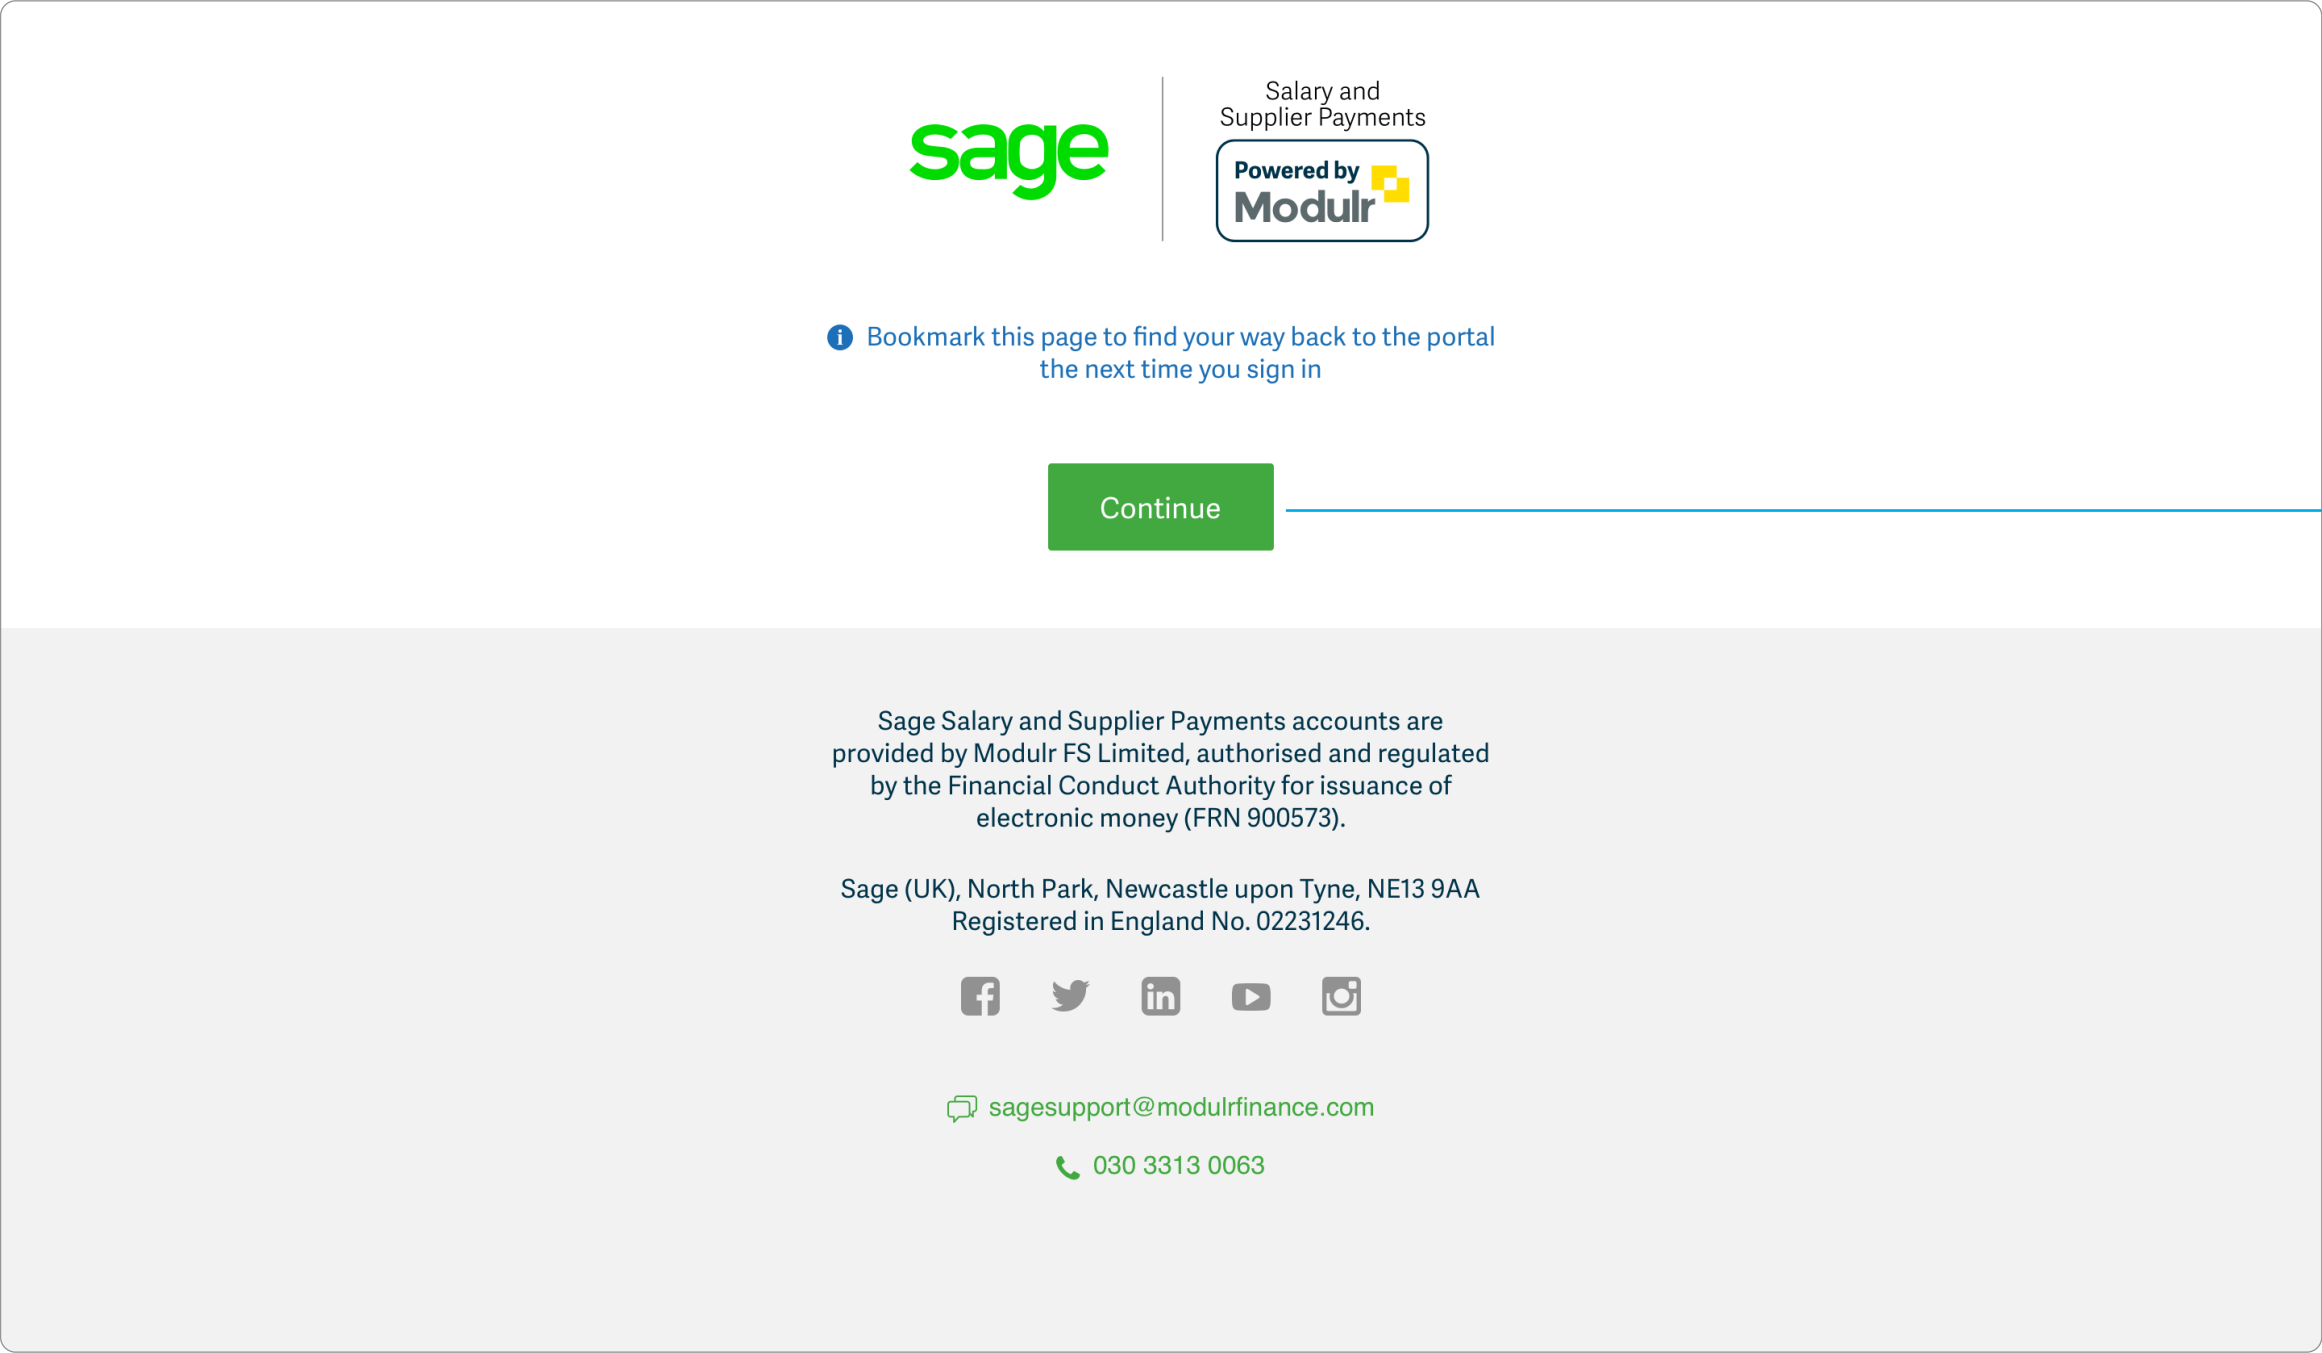 sage
Salary and
Supplier Payments
Powered by
Modulr
Bookmark this page to find your way back to the portal
the next time you sign in
Continue
Sage Salary and Supplier Payments accounts are
provided by Modulr FS Limited, authorised and regulated
by the Financial Conduct Authority for issuance of
electronic money (FRN 900573).
Sage (UK), North Park, Newcastle upon Tyne, NE13 9AA
Registered in England No. 02231246.
sagesupport@modulrfinance.com
030 3313 0063